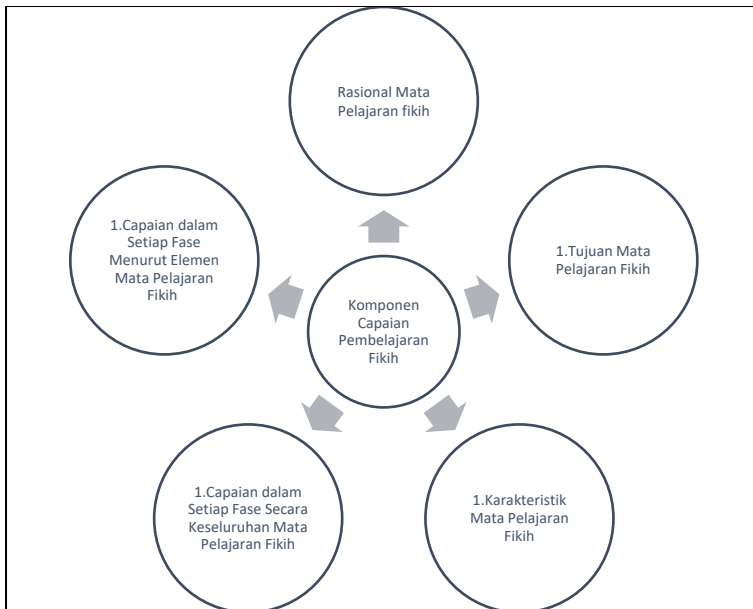 Rasional Mata
Pelajaran fikih
1.Capaian dalam
Setiap Fase
Menurut Elemen
Mata Pelajaran
Fikih
1.Tujuan Mata
Pelajaran Fikih
Komponen
Capaian
Pembelajaran
Fikih
1.Capaian dalam
Setiap Fase Secara
Keseluruhan Mata
Pelajaran Fikih
1.Karakteristik
Mata Pelajaran
Fikih